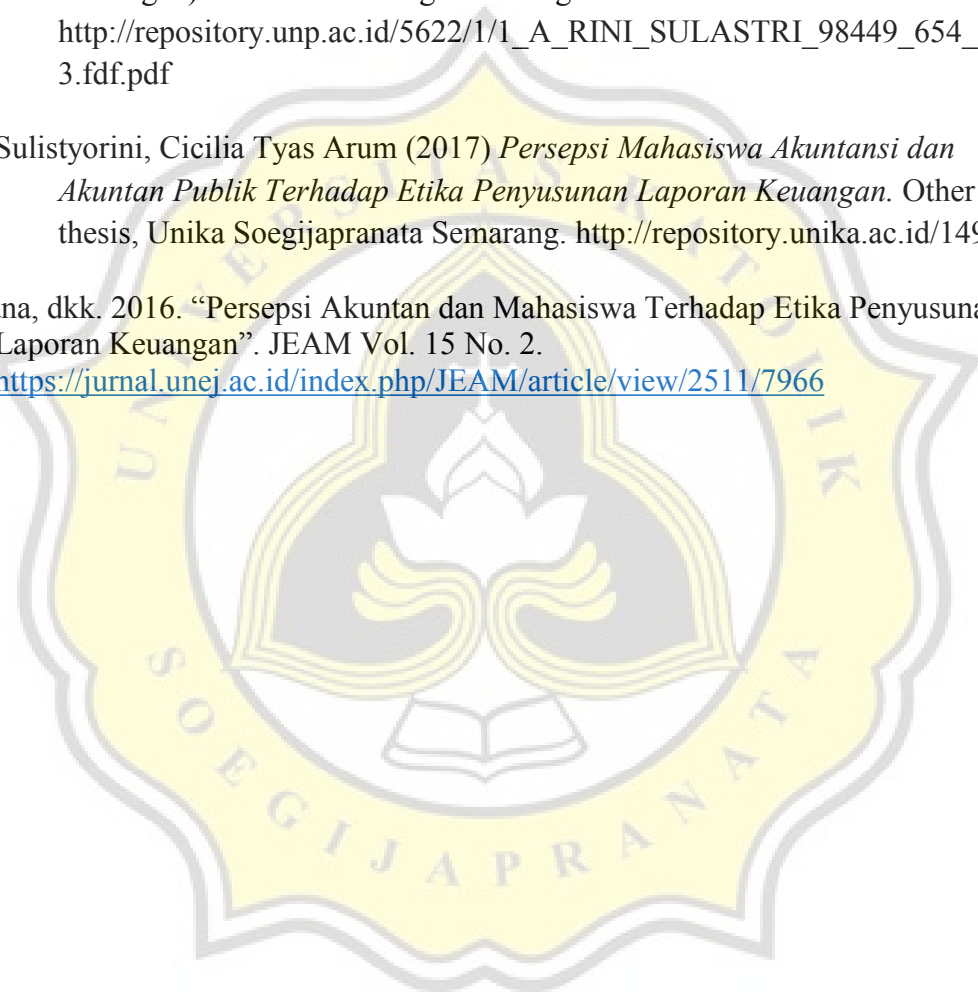 http://repository.unp.ac.id/5622/1/1_A_RINI_SULASTRI_98449_654_
3.fdf.pdf
Sulistyorini, Cicilia Tyas Arum (2017) Persepsi Mahasiswa Akuntansi dan
Akuntan Publik Terhadap Etika Penyusunan Laporan Keuangan. Other
thesis, Unika Soegijapranata Semarang. http://repository.unika.ac.id/149
na, dkk. 2016. “Persepsi Akuntan dan Mahasiswa Terhadap Etika Penyusuna
Laporan Keuangan”. JEAM Vol. 15 No. 2.
https://jurnal.unej.ac.id/index.php/JEAM/article/view/2511/7966
UNIVERSITAS KATOLIK
SOEGIJAPRANATA